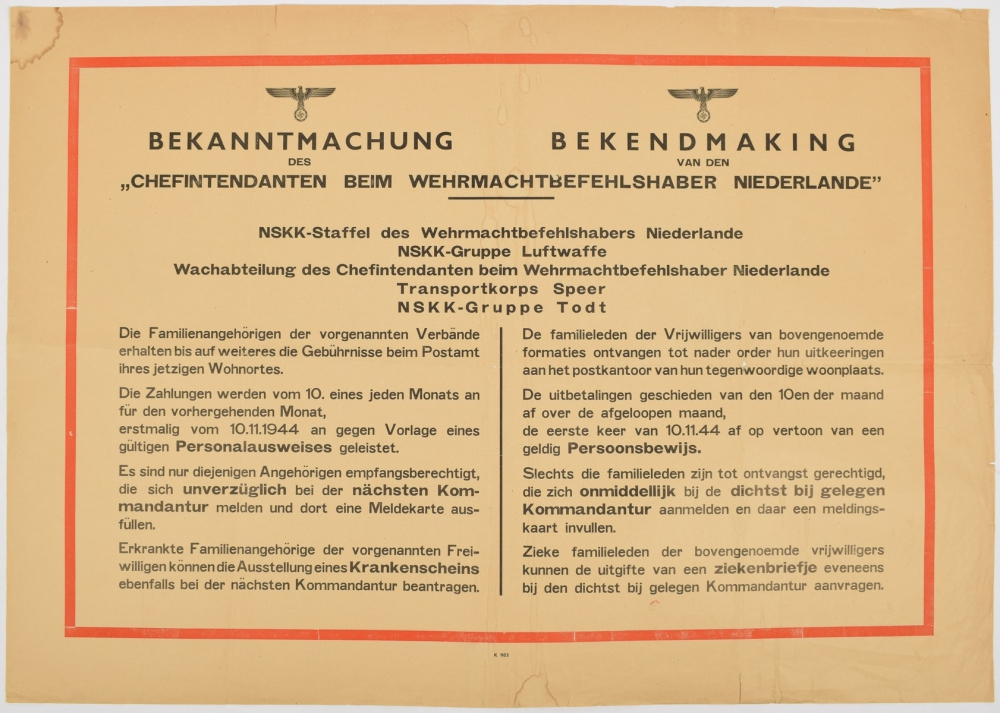 BEKANNTMACHUNG
DES
BEKENDMAKING
VAN DEN
„CHEFINTENDANTEN BEIM WEHRMACHTBEFEHLSHABER NIEDERLANDE”
NSKK-Staffel des Wehrmachtbefehlshabers Niederlande
NSKK-Gruppe Luftwaffe
Wachabteilung des Chefintendanten beim Wehrmachtbefehlshaber Niederlande
Transportkorps Speer
NSKK-Gruppe Todt
Die Familienangehörigen der vorgenannten Verbände
erhalten bis auf weiteres die Gebührnisse beim Postamt
ihres jetzigen Wohnortes.
Die Zahlungen werden vom 10. eines jeden Monats an
für den vorhergehenden Monat,
erstmalig vom 10.11.1944 an gegen Vorlage eines
gültigen Personalausweises geleistet.
Es sind nur diejenigen Angehörigen empfangsberechtigt,
die sich unverzüglich bei der nächsten Kom-
mandantur melden und dort eine Meldekarte aus-
füllen.
Erkrankte Familienangehörige der vorgenannten Frei-
willigen können die Ausstellung eines Krankenscheins
ebenfalls bei der nächsten Kommandantur beantragen.
De familieleden der Vrijwilligers van bovengenoemde
formaties ontvangen tot nader order hun uitkeeringen
aan het postkantoor van hun tegenwoordige woonplaats.
De uitbetalingen geschieden van den 10en der maand
af over de afgeloopen maand,
de eerste keer van 10.11.44 af op vertoon van een
geldig Persoonsbewijs.
Slechts die familieleden zijn tot ontvangst gerechtigd,
die zich onmiddellijk bij de dichtst bij gelegen
Kommandantur aanmelden en daar een meldings-
kaart invullen.
Zieke familieleden der bovengenoemde vrijwilligers
kunnen de uitgifte van een ziekenbriefje eveneens
bij den dichtst bij gelegen Kommandantur aanvragen.